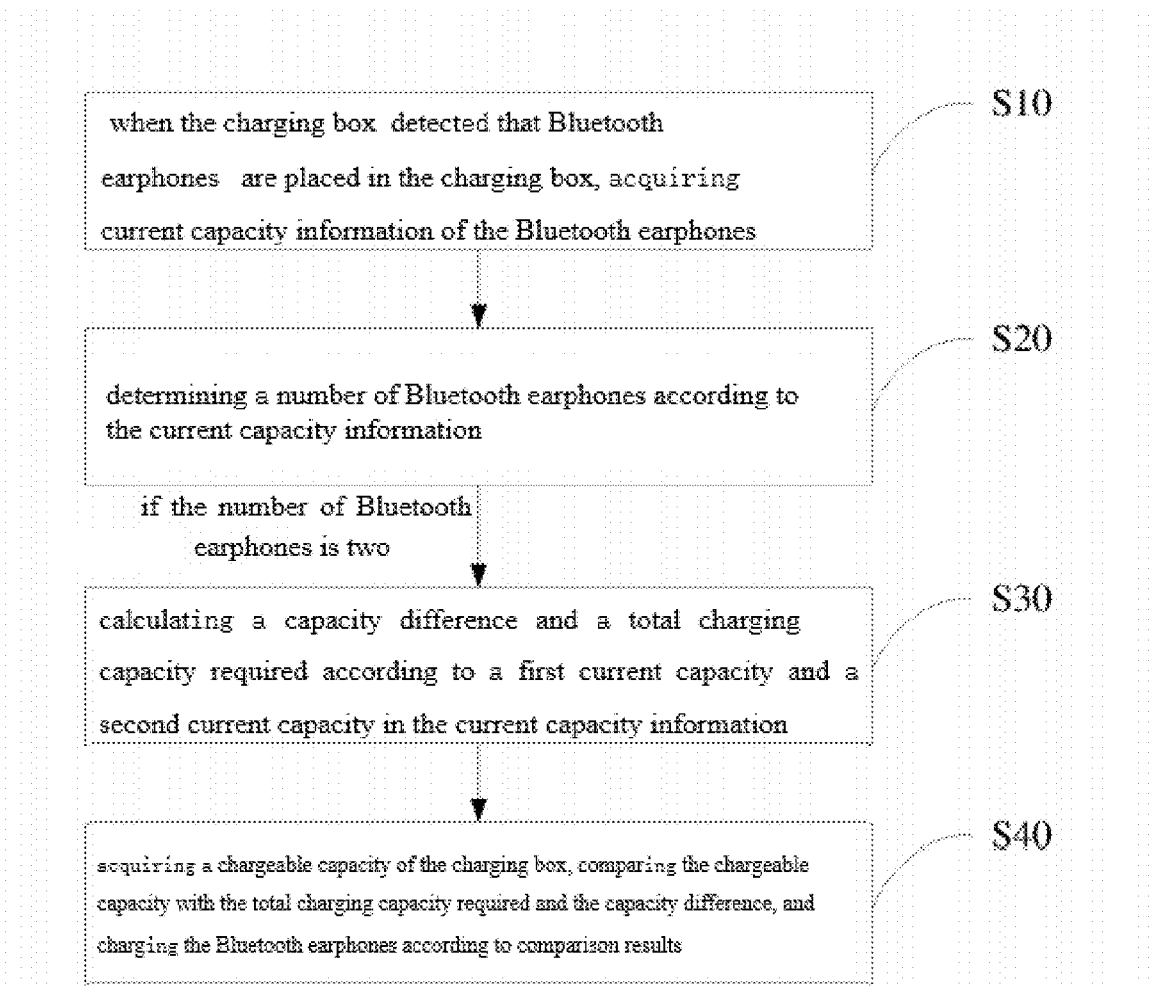 S10
when the charging box detected that Bluetooth
earphones are placed in the charging box, acquiring
current capacity information of the Bluetooth earphones
S20
determining a number of Bluetooth earphones according to
the current capacity information
if the number of Bluetooth
earphones is two
S30
calculating a capacity difference and a total charging
capacity required according to a first current capacity and a
second current capacity in the current capacity information
S40
acquiring a chargeable capacity of the charging box, comparing the chargeable
capacity with the total charging capacity required and the capacity difference, and
charging the Bluetooth earphones according to comparison results